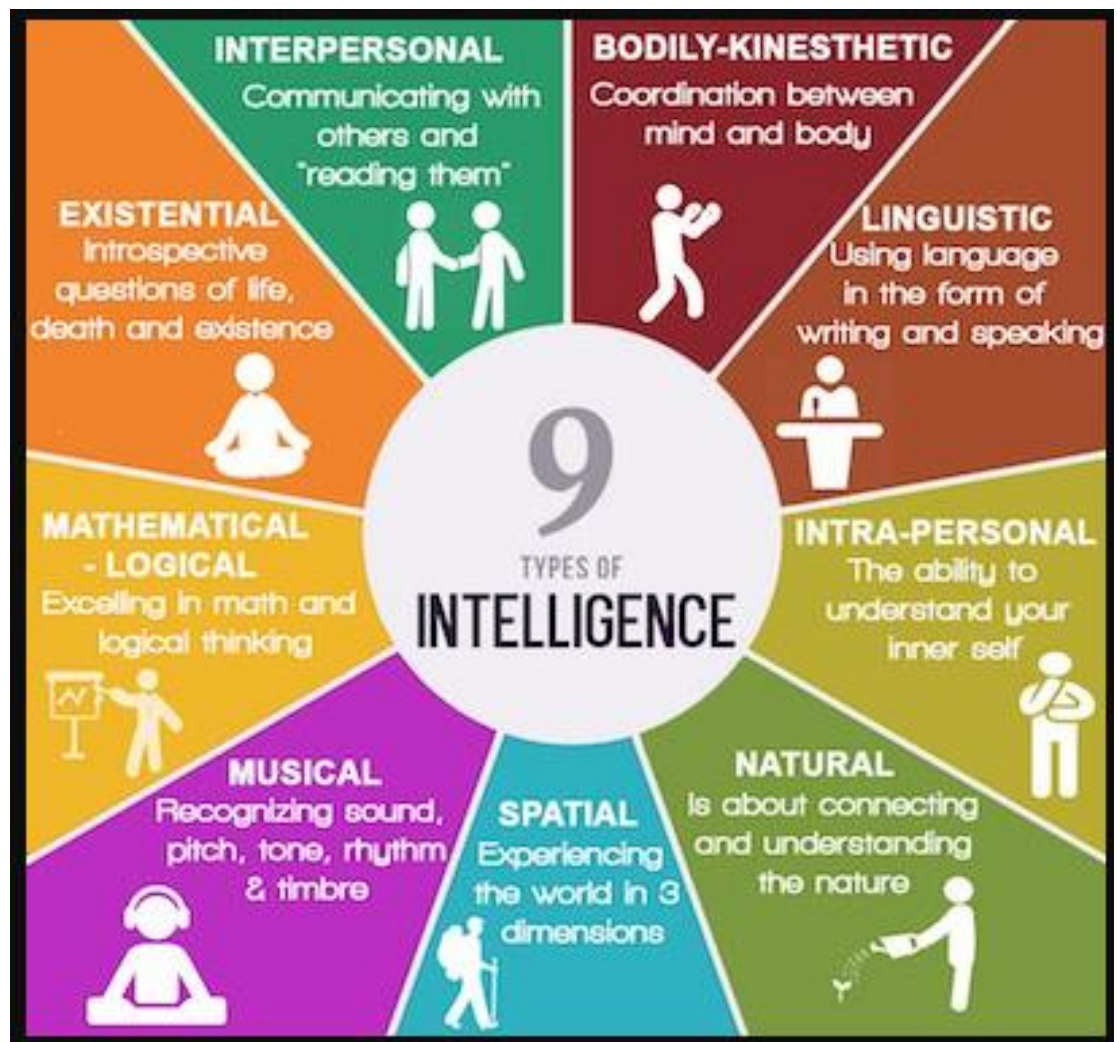 INTERPERSONAL
Communicating with
others and
"reading them"
BODILY-KINESTHETIC
Coordination between
mind and body
LINGUISTIC
Using language
in the form of
writing and speaking
INTRA-PERSONAL
The ability to
understand your
inner self
NATURAL
Is about connecting
and understanding
the nature
SPATIAL
Experiencing
the world in 3
dimensions
MUSICAL
Recognizing sound,
pitch, tone, rhythm
& timbre
MATHEMATICAL
- LOGICAL
Excelling in math and
logical thinking
EXISTENTIAL
Introspective
questions of life,
death and existence
9
TYPES OF
INTELLIGENCE